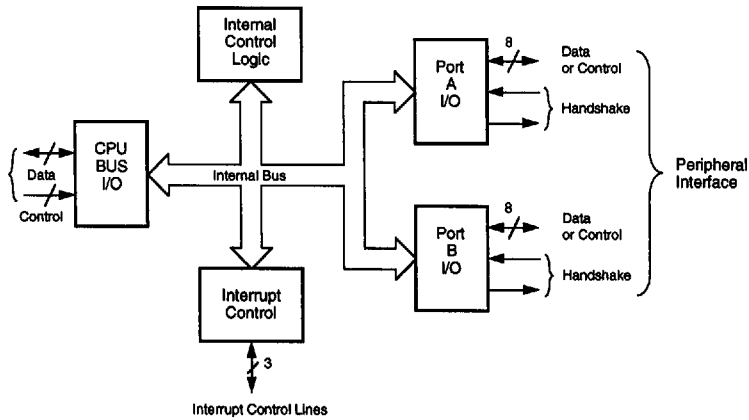 Internal
Control
Logic
Port
A
I/O
8
Data
or Control
Handshake
CPU
BUS
I/O
Data
Control
Internal Bus
Peripheral
Interface
Port
B
I/O
8
Data
or Control
Handshake
Interrupt
Control
3
Interrupt Control Lines